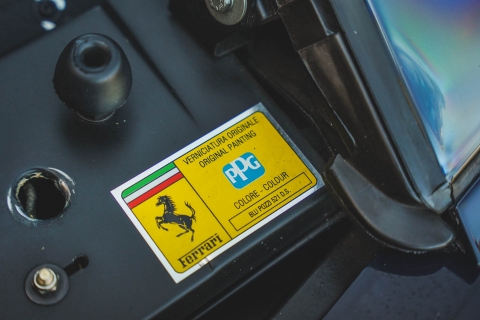 VERNICIATURA ORIGINALE
ORIGINAL PAINTING
PPG
COLORE - COLOUR
BLU POZZI 521 D.S.
Ferrari